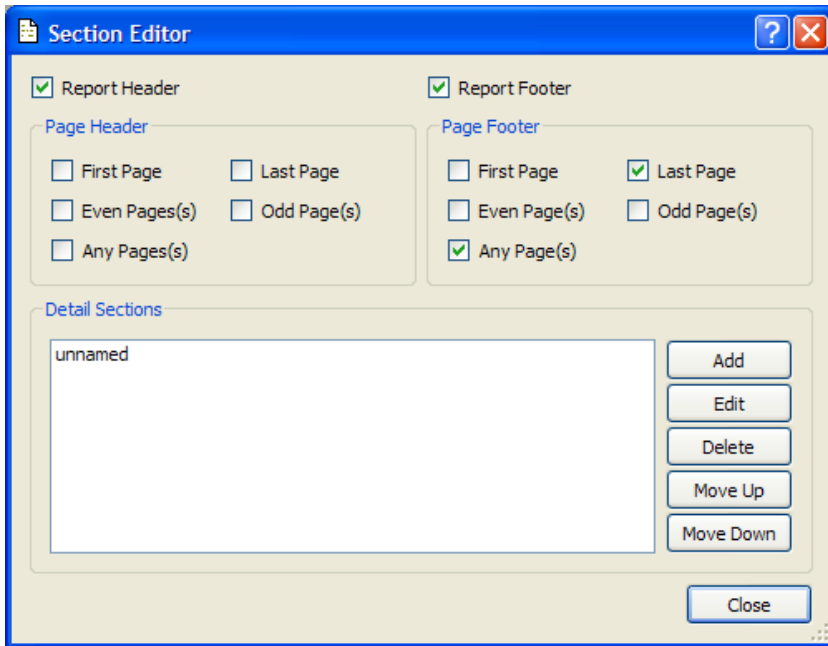 Section Editor
Report Header
Report Footer
Page Header
First Page
Last Page
Even Pages(s)
Odd Page(s)
Any Pages(s)
Page Footer
First Page
Last Page
Even Page(s)
Odd Page(s)
Any Page(s)
Detail Sections
unnamed
Add
Edit
Delete
Move Up
Move Down
Close